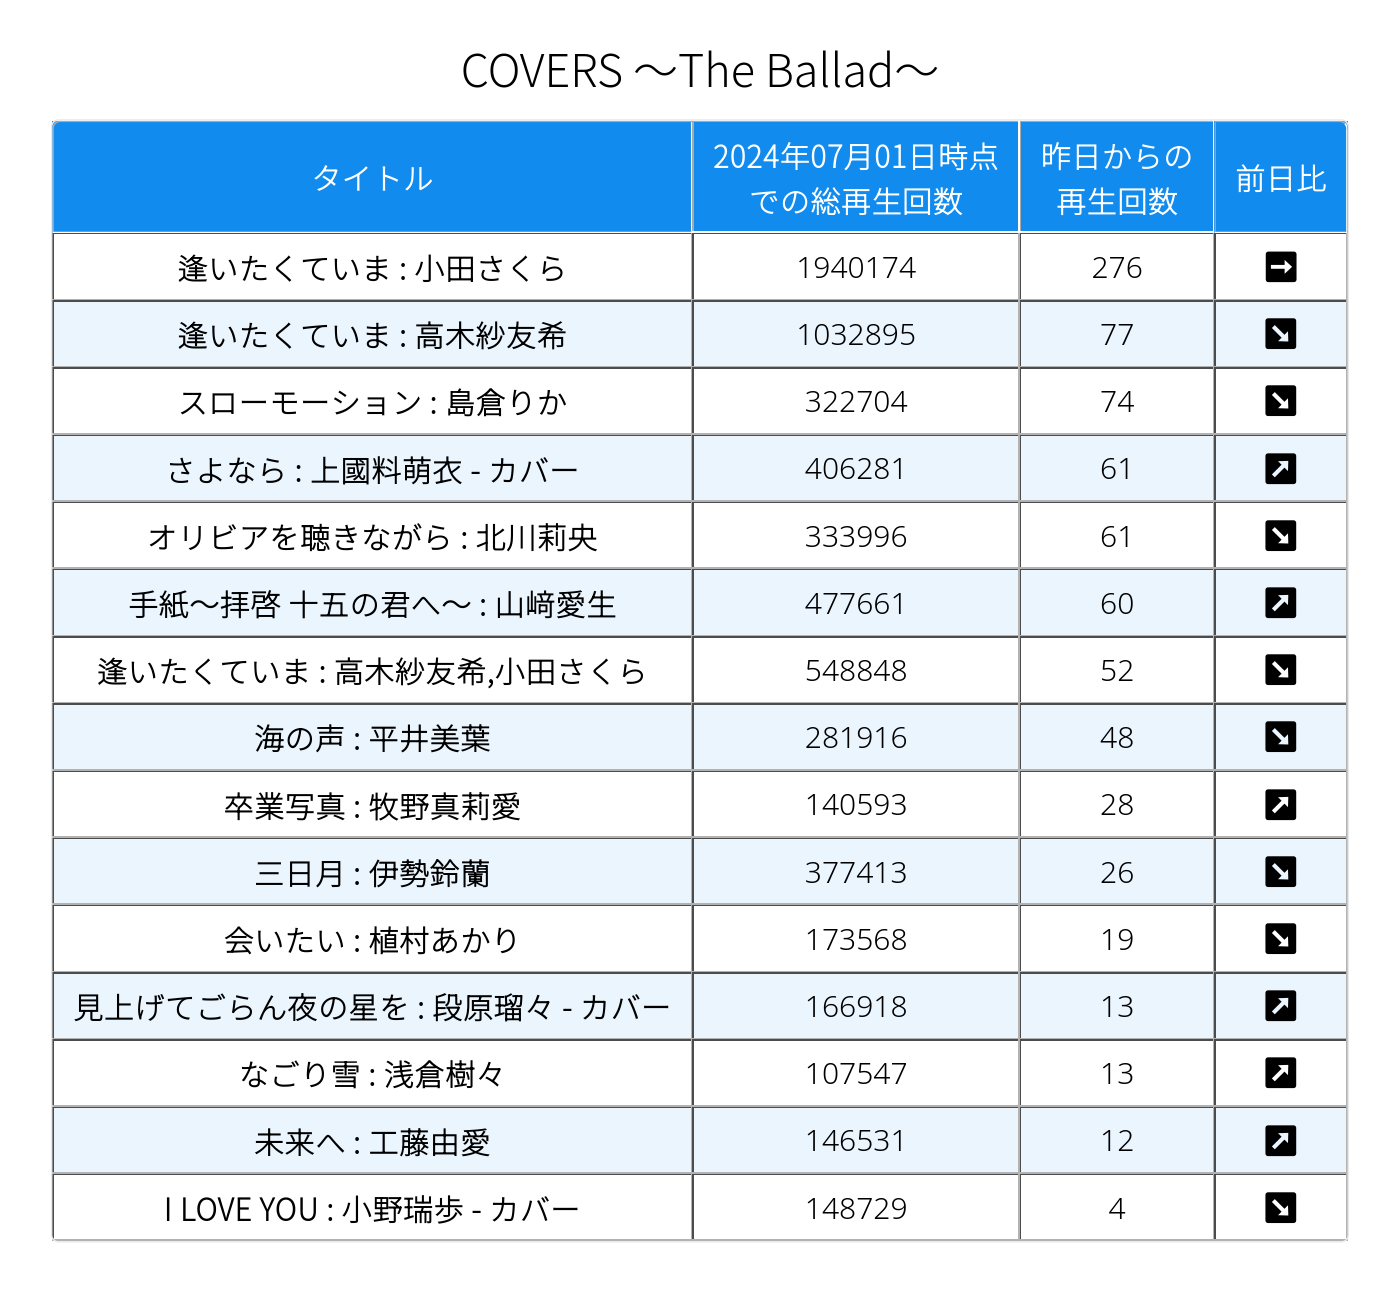 COVERS ～The Ballad～
タイトル 2024年07月01日時点での総再生回数 昨日からの再生回数 前日比
逢いたくていま : 小田さくら 1940174 276 ➡
逢いたくていま : 高木紗友希 1032895 77 ↘
スローモーション : 島倉りか 322704 74 ↘
さよなら : 上國料萌衣 - カバー 406281 61 ↗
オリビアを聴きながら : 北川莉央 333996 61 ↘
手紙～拝啓 十五の君へ～ : 山﨑愛生 477661 60 ↗
逢いたくていま : 高木紗友希,小田さくら 548848 52 ↘
海の声 : 平井美葉 281916 48 ↘
卒業写真 : 牧野真莉愛 140593 28 ↗
三日月 : 伊勢鈴蘭 377413 26 ↘
会いたい : 植村あかり 173568 19 ↘
見上げてごらん夜の星を : 段原瑠々 - カバー 166918 13 ↗
なごり雪 : 浅倉樹々 107547 13 ↗
未来へ : 工藤由愛 146531 12 ↗
I LOVE YOU : 小野瑞歩 - カバー 148729 4 ↘